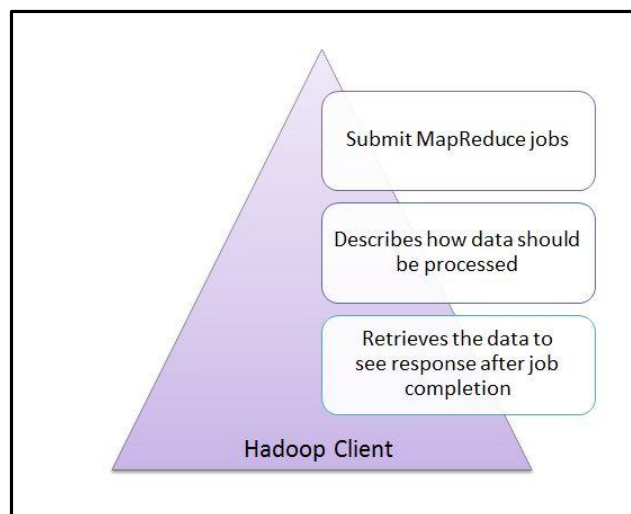 Submit MapReduce jobs
Describes how data should
be processed
Retrieves the data to
see response after job
completion
Hadoop Client